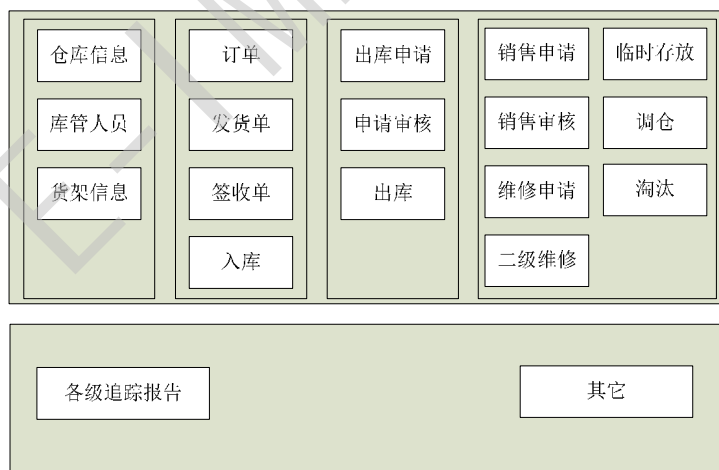 仓库信息
库管人员
货架信息
订单
发货单
签收单
入库
出库申请
申请审核
出库
销售申请
销售审核
维修申请
二级维修
临时存放
调仓
淘汰
各级追踪报告
其它